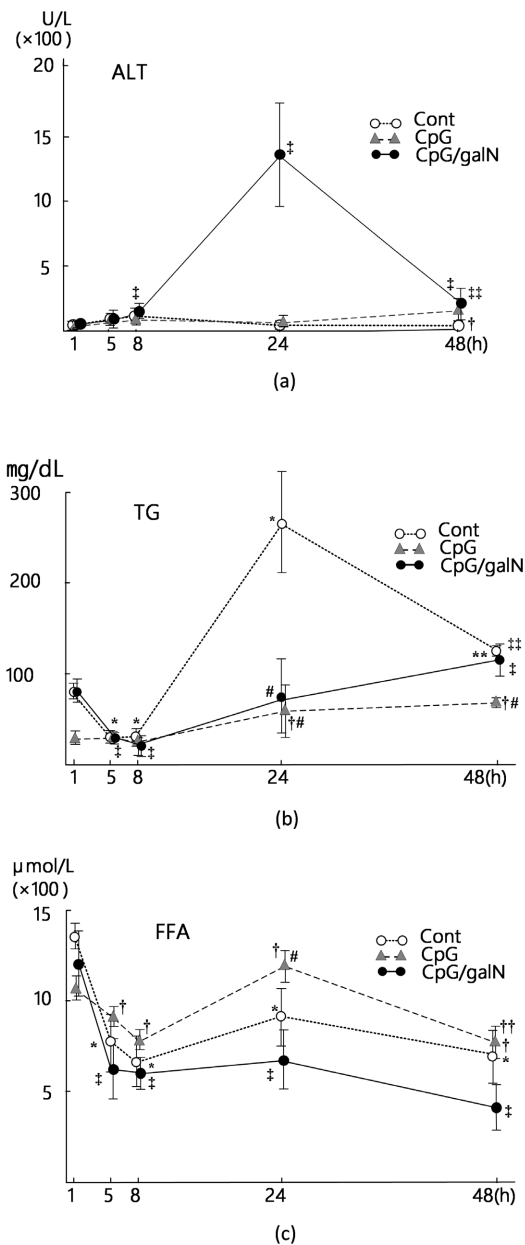 U/L
(×100)
20
ALT
15
Cont
CpG
CpG/galN
‡
10
5
‡
‡
‡‡
†
1 5 8 24 48(h)
(a)
mg/dL
300
TG
*
Cont
CpG
CpG/galN
200
‡‡
**
‡
100
#
†#
†#
* *
‡ ‡
1 5 8 24 48(h)
(b)
μmol/L
(×100)
15
FFA
Cont
CpG
CpG/galN
† #
10
†
†
*
††
†
*
*
*
‡
‡
‡
‡
5
1 5 8 24 48(h)
(c)